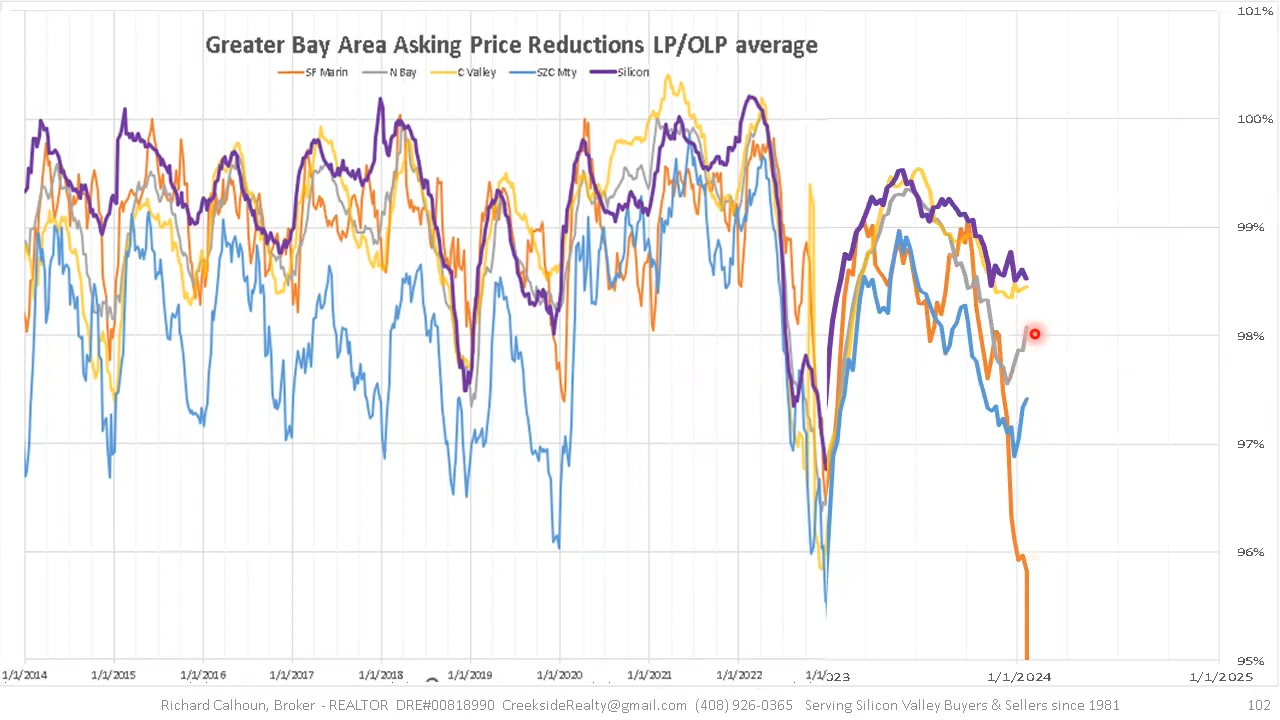 101%
Greater Bay Area Asking Price Reductions LP/OLP average
SF Marin N Bay C Valley SZC Mty Silicon
100%
99%
98%
97%
96%
95%
1/1/2014 1/1/2015 1/1/2016 1/1/2017 1/1/2018 1/1/2019 1/1/2020 1/1/2021 1/1/2022 1/1/2023 1/1/2024 1/1/2025
Richard Calhoun, Broker - REALTOR DRE#00818990 CreeksideRealty@gmail.com (408) 926-0365 Serving Silicon Valley Buyers & Sellers since 1981 102